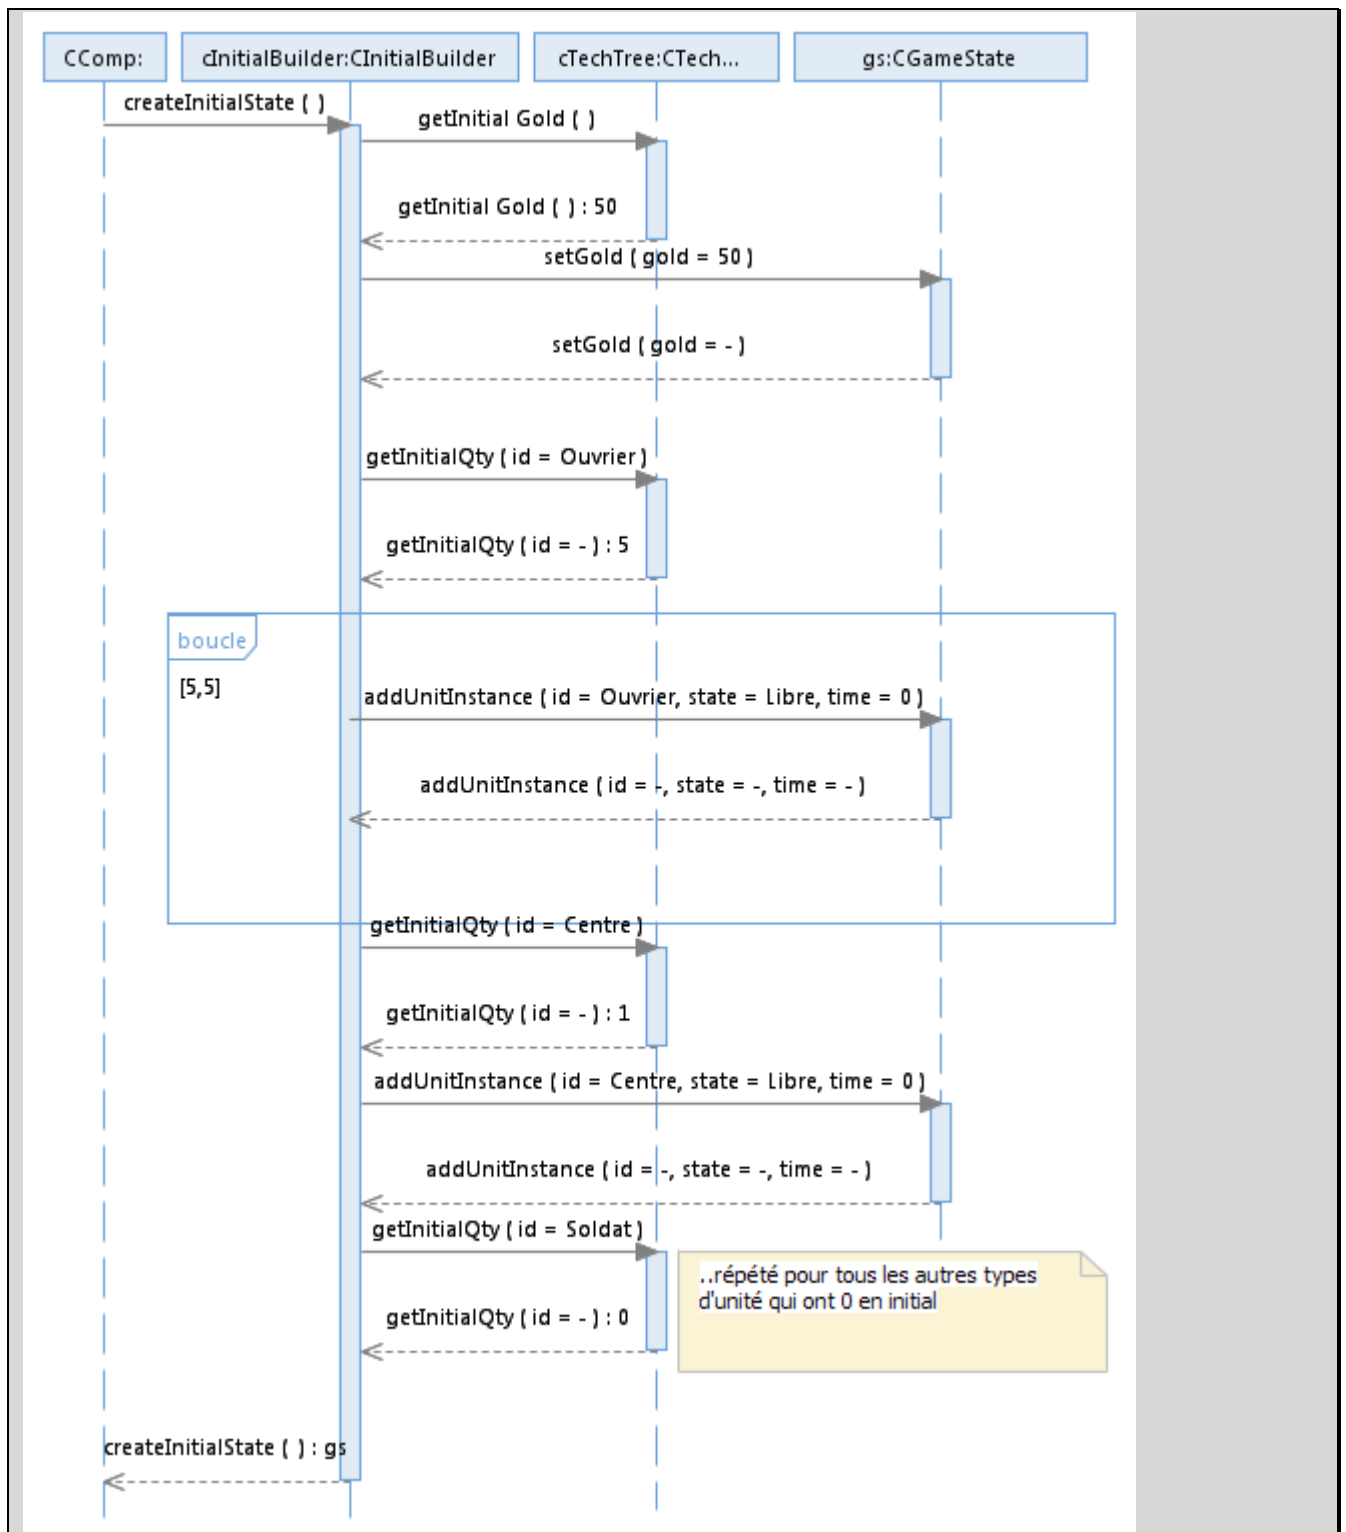 CComp:
cInitialBuilder:CInitialBuilder
cTechTree:CTech...
gs:CGameState
createInitialState ( )
getInitial Gold ( )
getInitial Gold ( ) : 50
setGold ( gold = 50 )
setGold ( gold = - )
getInitialQty ( id = Ouvrier )
getInitialQty ( id = - ) : 5
boucle
[5,5]
addUnitInstance ( id = Ouvrier, state = Libre, time = 0 )
addUnitInstance ( id = -, state = -, time = - )
getInitialQty ( id = Centre )
getInitialQty ( id = - ) : 1
addUnitInstance ( id = Centre, state = Libre, time = 0 )
addUnitInstance ( id = -, state = -, time = - )
getInitialQty ( id = Soldat )
..répété pour tous les autres types
d'unité qui ont 0 en initial
getInitialQty ( id = - ) : 0
createInitialState ( ) : gs